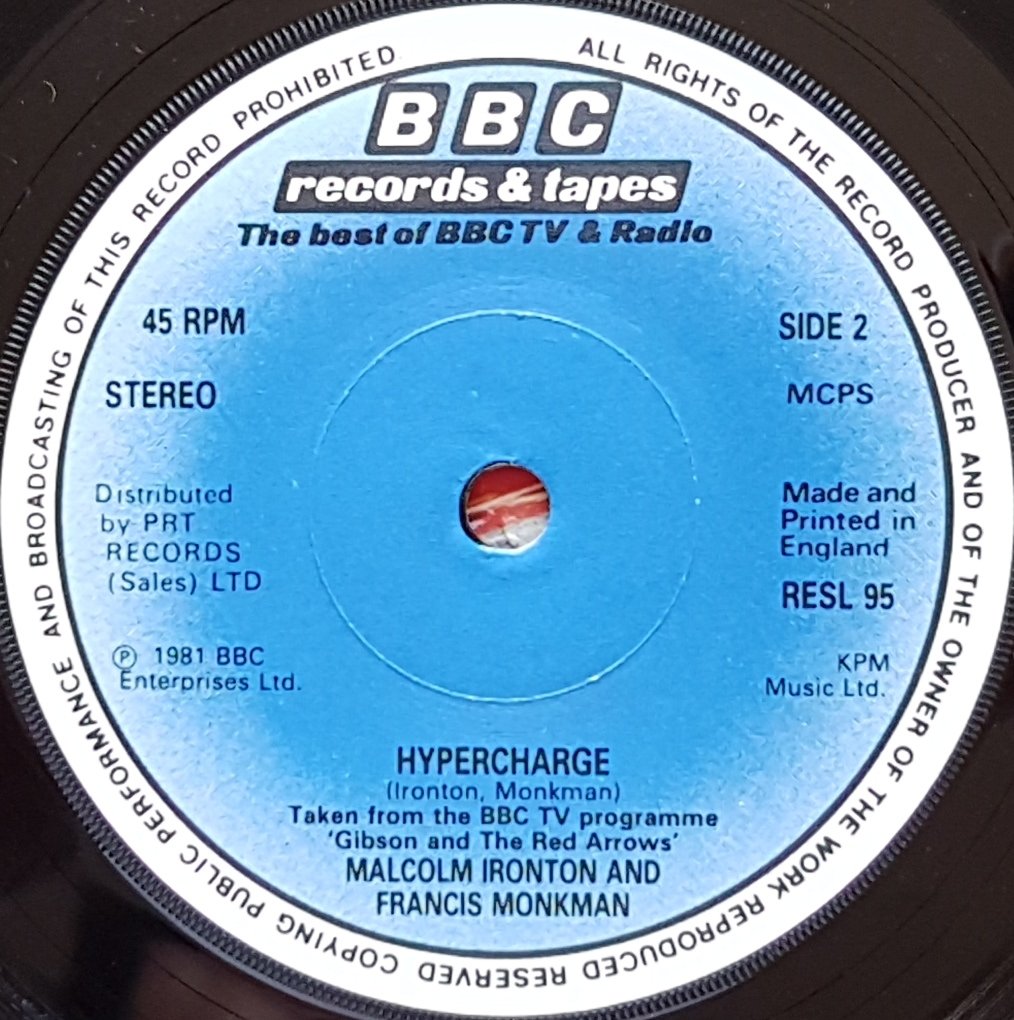 ALL RIGHTS OF THE RECORD PRODUCER AND OF THE OWNER OF THE WORK REPRODUCED RESERVED COPYING PUBLIC PERFORMANCE AND BROADCASTING OF THIS RECORD PROHIBITED
BBC
records & tapes
The best of BBC TV & Radio
45 RPM
SIDE 2
STEREO
MCPS
Distributed
by PRT
RECORDS
(Sales) LTD
Made and
Printed in
England
RESL 95
℗ 1981 BBC
Enterprises Ltd.
KPM
Music Ltd.
HYPERCHARGE
(Ironton, Monkman)
Taken from the BBC TV programme
'Gibson and The Red Arrows'
MALCOLM IRONTON AND
FRANCIS MONKMAN